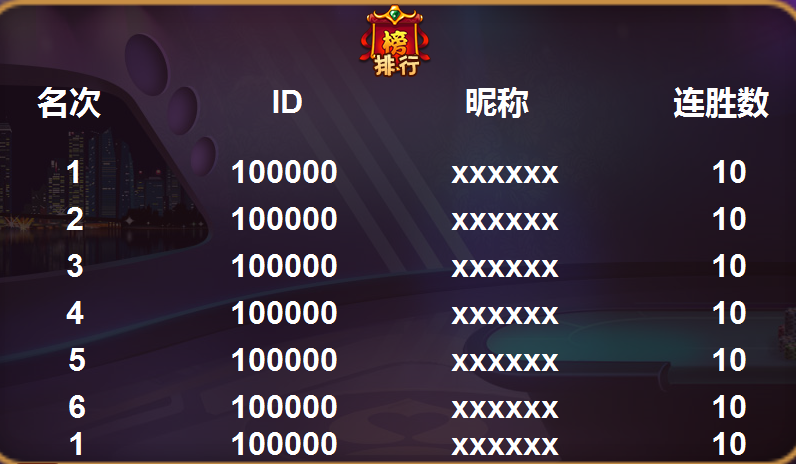 榜
排行
名次 ID 昵称 连胜数
1 100000 xxxxxx 10
2 100000 xxxxxx 10
3 100000 xxxxxx 10
4 100000 xxxxxx 10
5 100000 xxxxxx 10
6 100000 xxxxxx 10
1 100000 xxxxxx 10